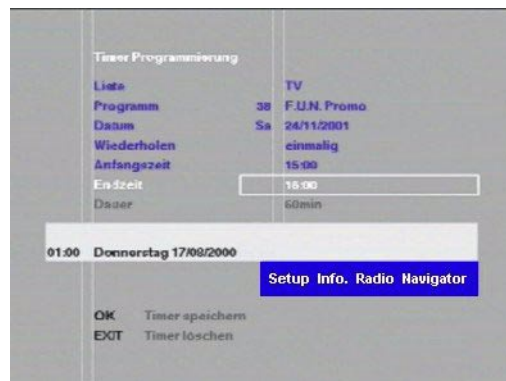 Timer Programmierung
Liste TV
Programm 38 F.U.N. Promo
Datum Sa 24/11/2001
Wiederholen einmalig
Anfangszeit 15:00
Endzeit 16:00
Dauer 60min
01:00 Donnerstag 17/08/2000
Setup Info. Radio Navigator
OK Timer speichern
EXIT Timer löschen